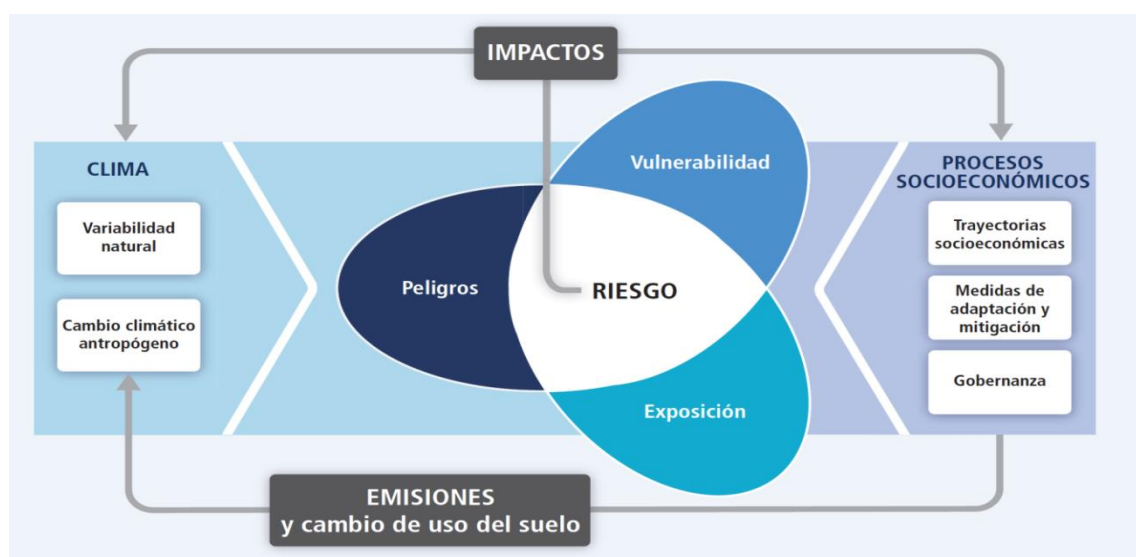 IMPACTOS
CLIMA
Variabilidad
natural
Cambio climático
antropógeno
Peligros
RIESGO
Vulnerabilidad
Exposición
PROCESOS
SOCIOECONÓMICOS
Trayectorias
socioeconómicas
Medidas de
adaptación y
mitigación
Gobernanza
EMISIONES
y cambio de uso del suelo